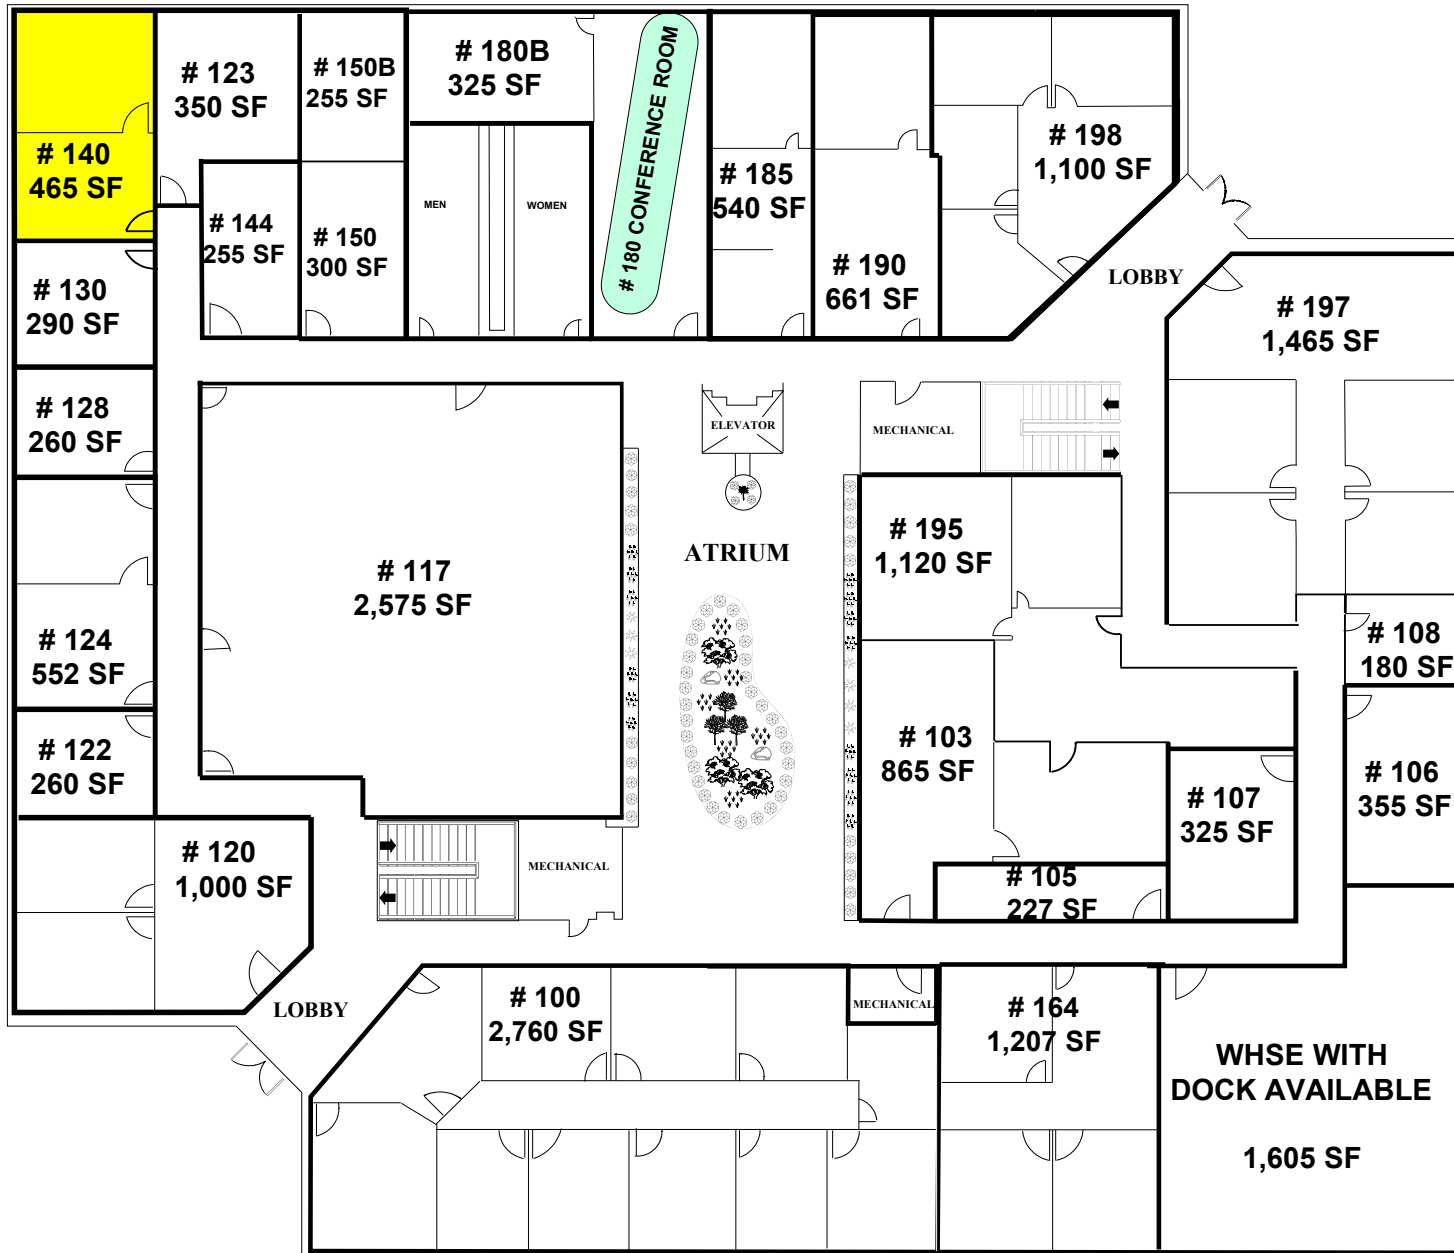 # 123
350 SF
# 150B
255 SF
# 180B
325 SF
# 180 CONFERENCE ROOM
# 198
1,100 SF
# 140
465 SF
# 185
540 SF
MEN
WOMEN
# 144
255 SF
# 150
300 SF
# 190
661 SF
LOBBY
# 130
290 SF
# 197
1,465 SF
# 128
260 SF
ELEVATOR
MECHANICAL
# 195
1,120 SF
ATRIUM
# 117
2,575 SF
# 124
552 SF
# 108
180 SF
# 122
260 SF
# 103
865 SF
# 106
355 SF
# 107
325 SF
# 120
1,000 SF
MECHANICAL
# 105
227 SF
LOBBY
# 100
2,760 SF
MECHANICAL
# 164
1,207 SF
WHSE WITH
DOCK AVAILABLE
1,605 SF